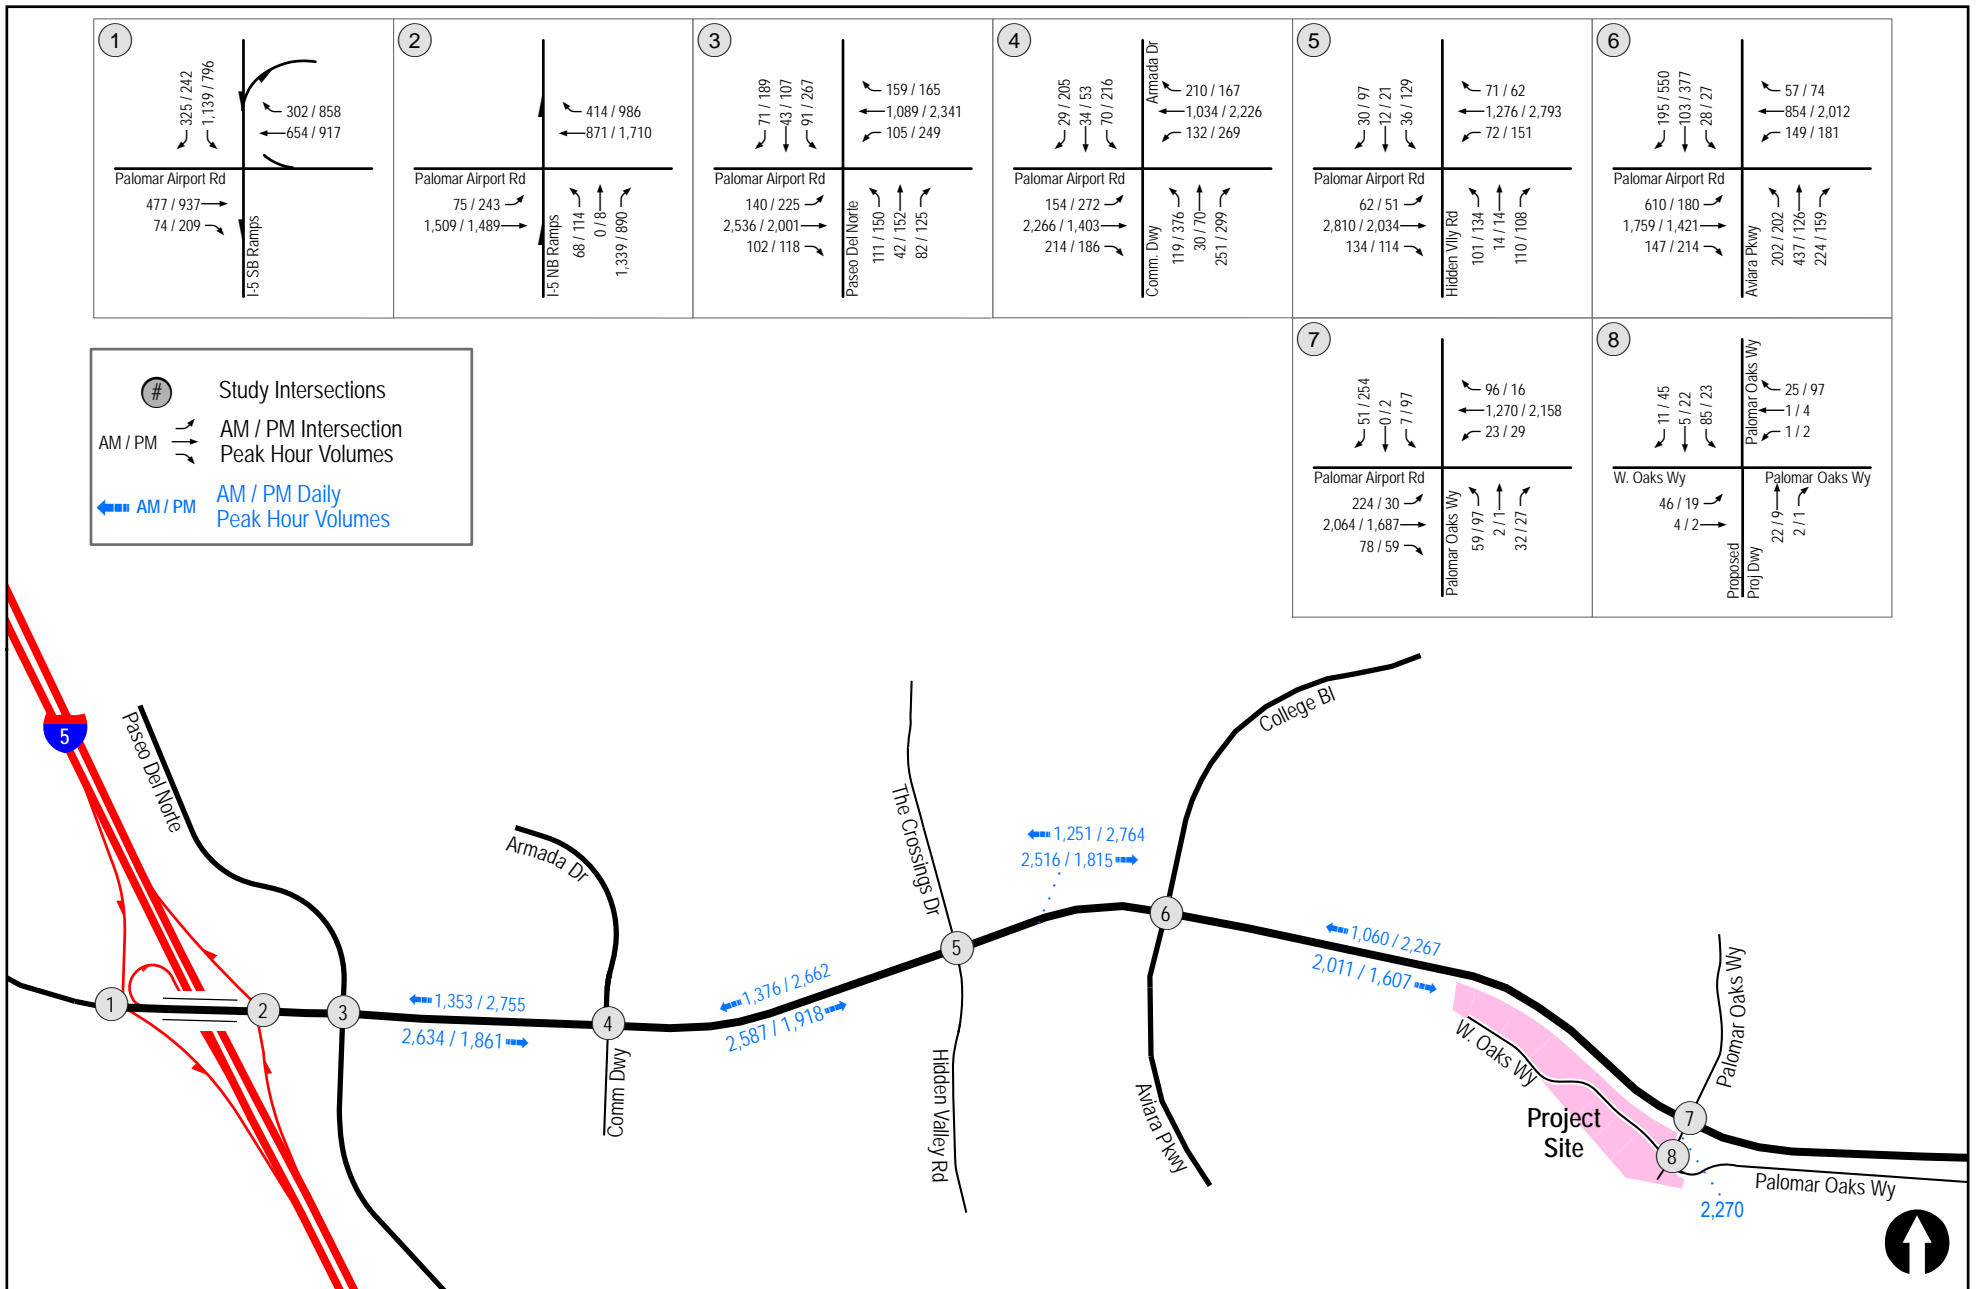 1
325 / 242
1,139 / 796
302 / 858
654 / 917
Palomar Airport Rd
477 / 937
74 / 209
I-5 SB Ramps
2
414 / 986
871 / 1,710
Palomar Airport Rd
75 / 243
1,509 / 1,489
I-5 NB Ramps
68 / 114
0 / 8
1,339 / 890
3
71 / 189
43 / 107
91 / 267
159 / 165
1,089 / 2,341
105 / 249
Palomar Airport Rd
140 / 225
2,536 / 2,001
102 / 118
Paseo Del Norte
111 / 150
42 / 152
82 / 125
4
29 / 205
34 / 53
70 / 216
Armada Dr
210 / 167
1,034 / 2,226
132 / 269
Palomar Airport Rd
154 / 272
2,266 / 1,403
214 / 186
Comm. Dwy
119 / 376
30 / 70
251 / 299
5
30 / 97
12 / 21
36 / 129
71 / 62
1,276 / 2,793
72 / 151
Palomar Airport Rd
62 / 51
2,810 / 2,034
134 / 114
Hidden Vlly Rd
101 / 134
14 / 14
110 / 108
6
195 / 550
103 / 377
28 / 27
57 / 74
854 / 2,012
149 / 181
Palomar Airport Rd
610 / 180
1,759 / 1,421
147 / 214
Aviara Pkwy
202 / 202
437 / 126
224 / 159
7
51 / 254
0 / 2
7 / 97
96 / 16
1,270 / 2,158
23 / 29
Palomar Airport Rd
224 / 30
2,064 / 1,687
78 / 59
Palomar Oaks Wy
59 / 97
2 / 1
32 / 27
8
11 / 45
5 / 22
85 / 23
Palomar Oaks Wy
25 / 97
1 / 4
1 / 2
W. Oaks Wy
Palomar Oaks Wy
46 / 19
4 / 2
Proposed
Proj Dwy
22 / 9
2 / 1
# Study Intersections
AM / PM
AM / PM Intersection
Peak Hour Volumes
AM / PM
AM / PM Daily
Peak Hour Volumes
5
Paseo Del Norte
Armada Dr
The Crossings Dr
College Bl
1,251 / 2,764
2,516 / 1,815
1,060 / 2,267
2,011 / 1,607
1,376 / 2,662
2,587 / 1,918
1,353 / 2,755
2,634 / 1,861
1
2
3
4
5
6
7
8
Comm Dwy
Hidden Valley Rd
Aviara Pkwy
W. Oaks Wy
Palomar Oaks Wy
Project
Site
Palomar Oaks Wy
2,270